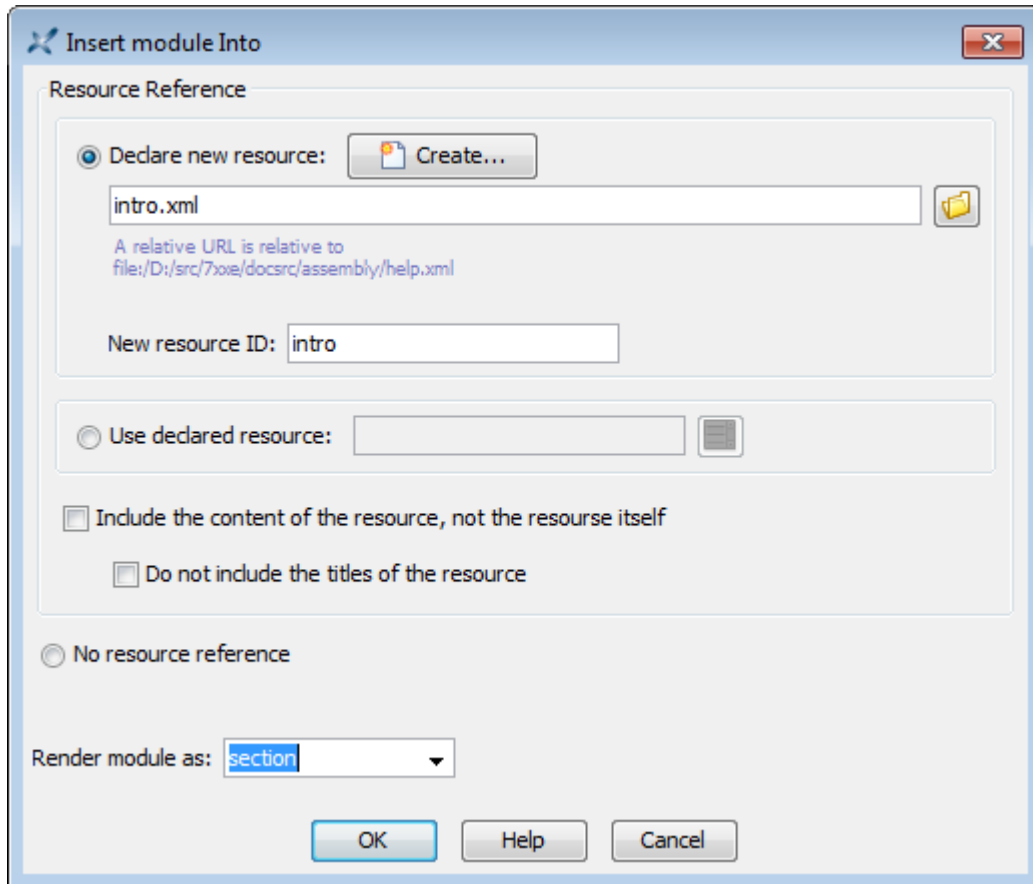 Insert module Into
Resource Reference
Declare new resource: Create...
intro.xml
A relative URL is relative to
file:/D:/src/7xxe/docsrc/assembly/help.xml
New resource ID: intro
Use declared resource:
Include the content of the resource, not the resourse itself
Do not include the titles of the resource
No resource reference
Render module as: section
OK Help Cancel